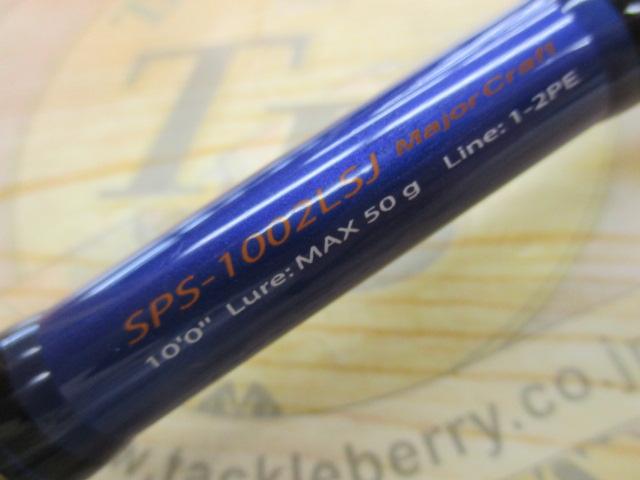 SPS-1002LSJ MajorCraft
10'0" Lure: MAX 50 g Line: 1-2PE
www.tackleberry.co.jp